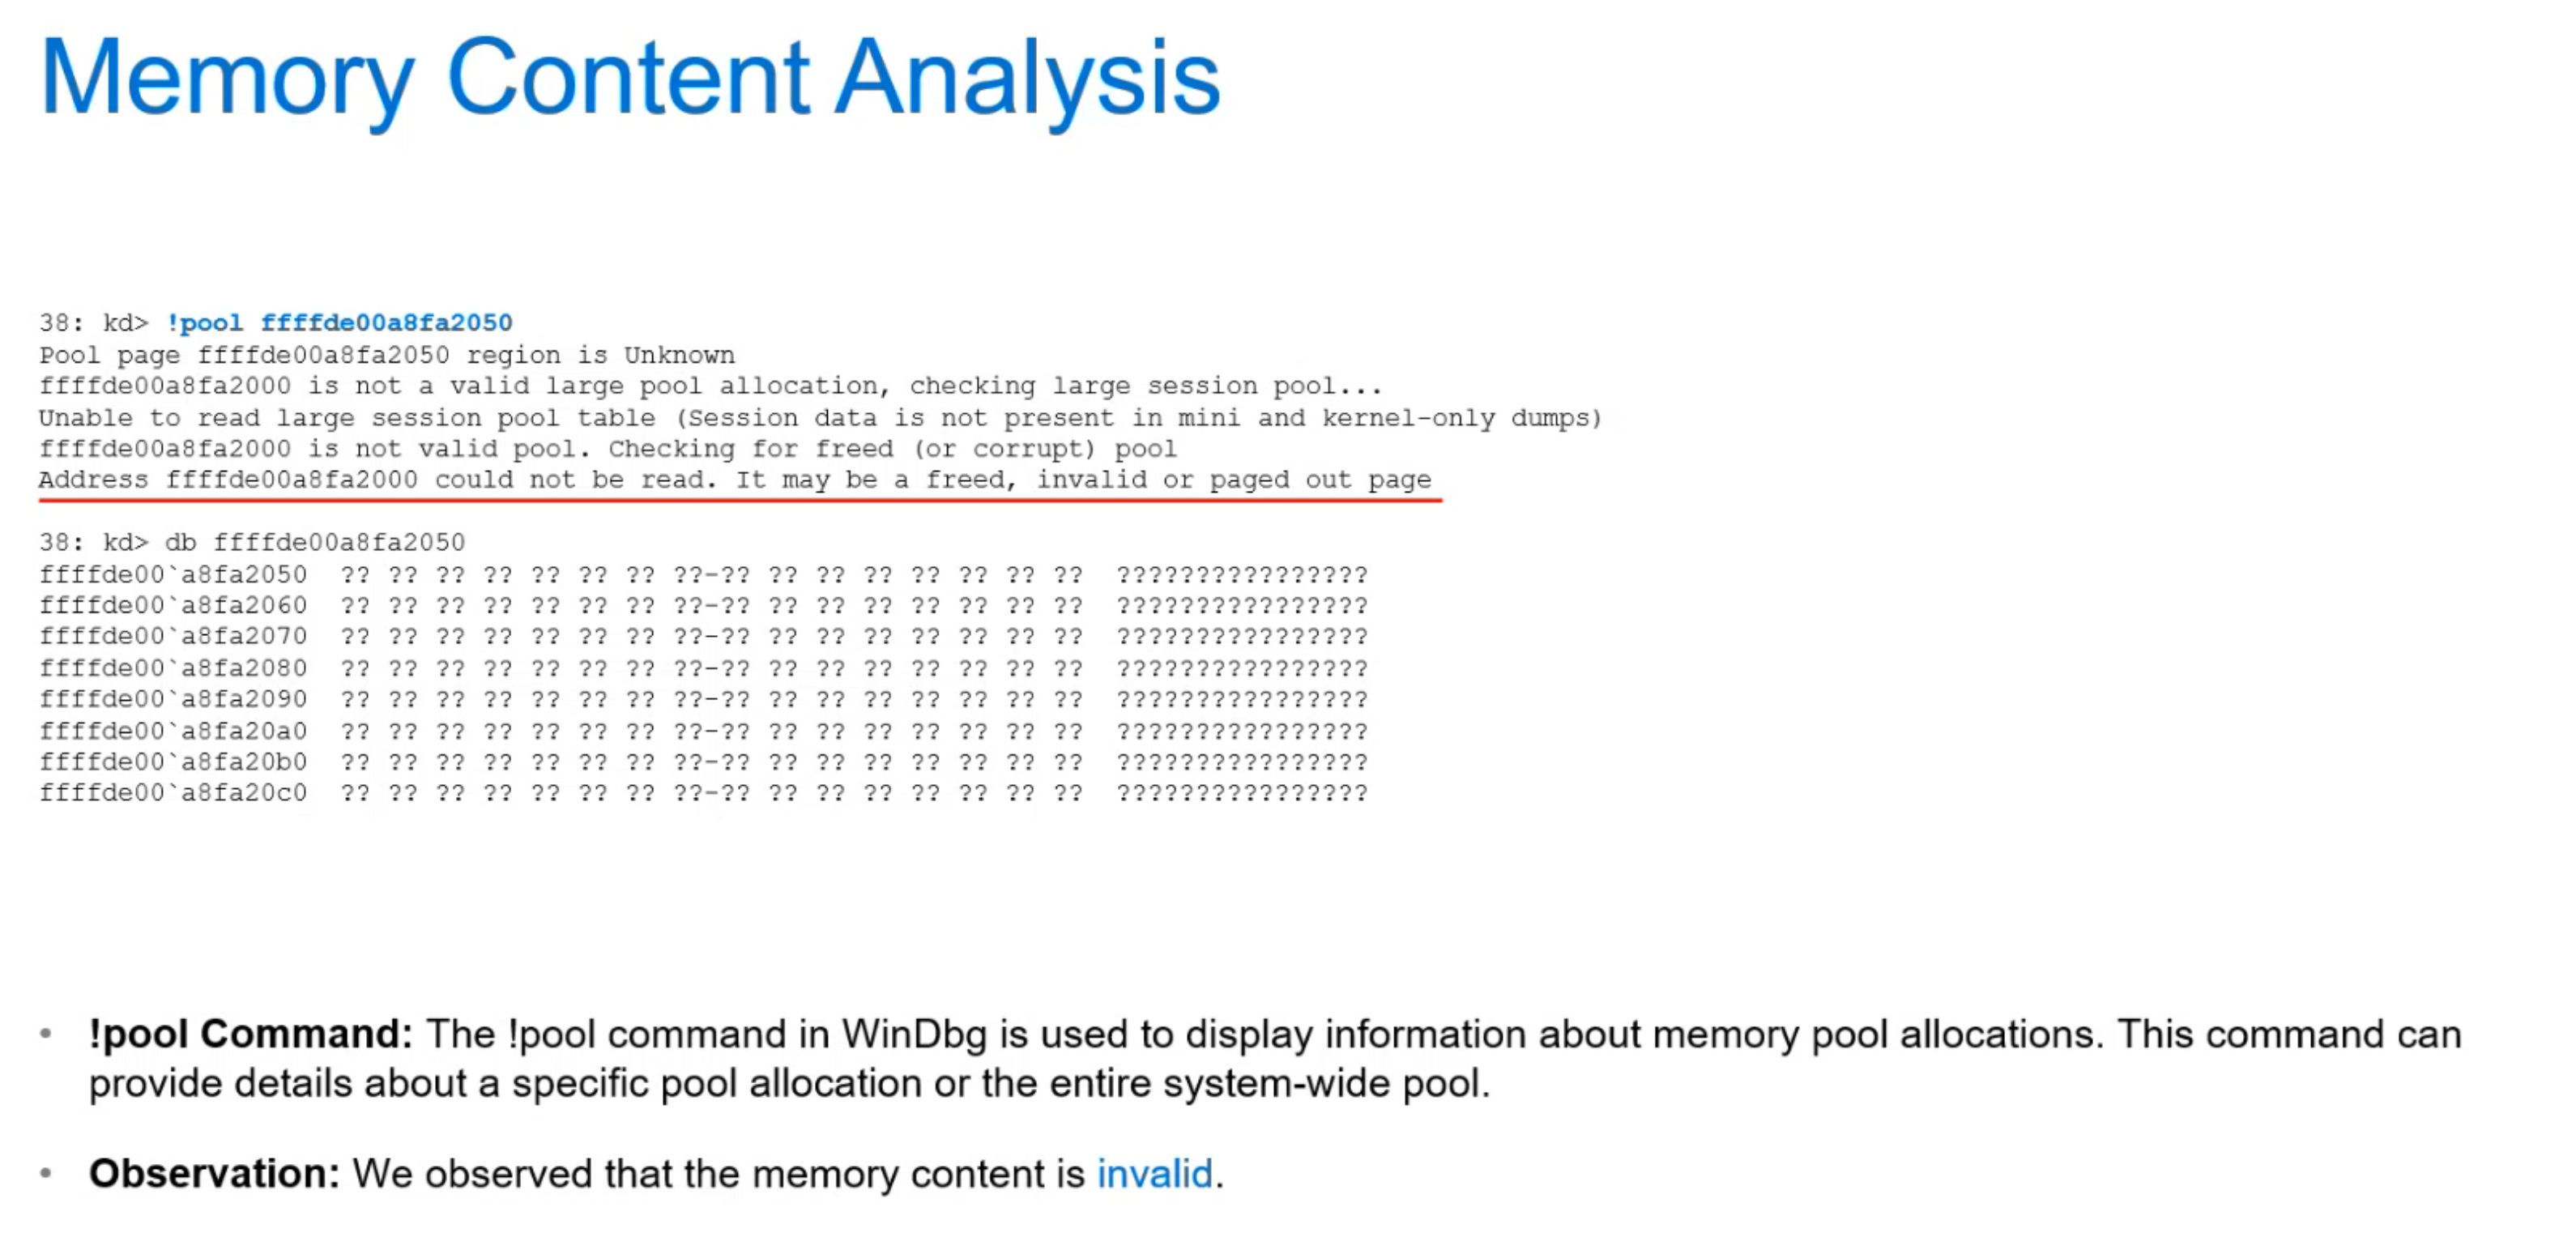 Memory Content Analysis
38: kd> !pool ffffde00a8fa2050
Pool page ffffde00a8fa2050 region is Unknown
ffffde00a8fa2000 is not a valid large pool allocation, checking large session pool...
Unable to read large session pool table (Session data is not present in mini and kernel-only dumps)
ffffde00a8fa2000 is not valid pool. Checking for freed (or corrupt) pool
Address ffffde00a8fa2000 could not be read. It may be a freed, invalid or paged out page
38: kd> db ffffde00a8fa2050
ffffde00`a8fa2050  ?? ?? ?? ?? ?? ?? ?? ??-?? ?? ?? ?? ?? ?? ?? ??  ????????????????
ffffde00`a8fa2060  ?? ?? ?? ?? ?? ?? ?? ??-?? ?? ?? ?? ?? ?? ?? ??  ????????????????
ffffde00`a8fa2070  ?? ?? ?? ?? ?? ?? ?? ??-?? ?? ?? ?? ?? ?? ?? ??  ????????????????
ffffde00`a8fa2080  ?? ?? ?? ?? ?? ?? ?? ??-?? ?? ?? ?? ?? ?? ?? ??  ????????????????
ffffde00`a8fa2090  ?? ?? ?? ?? ?? ?? ?? ??-?? ?? ?? ?? ?? ?? ?? ??  ????????????????
ffffde00`a8fa20a0  ?? ?? ?? ?? ?? ?? ?? ??-?? ?? ?? ?? ?? ?? ?? ??  ????????????????
ffffde00`a8fa20b0  ?? ?? ?? ?? ?? ?? ?? ??-?? ?? ?? ?? ?? ?? ?? ??  ????????????????
ffffde00`a8fa20c0  ?? ?? ?? ?? ?? ?? ?? ??-?? ?? ?? ?? ?? ?? ?? ??  ????????????????
• !pool Command: The !pool command in WinDbg is used to display information about memory pool allocations. This command can
provide details about a specific pool allocation or the entire system-wide pool.
• Observation: We observed that the memory content is invalid.